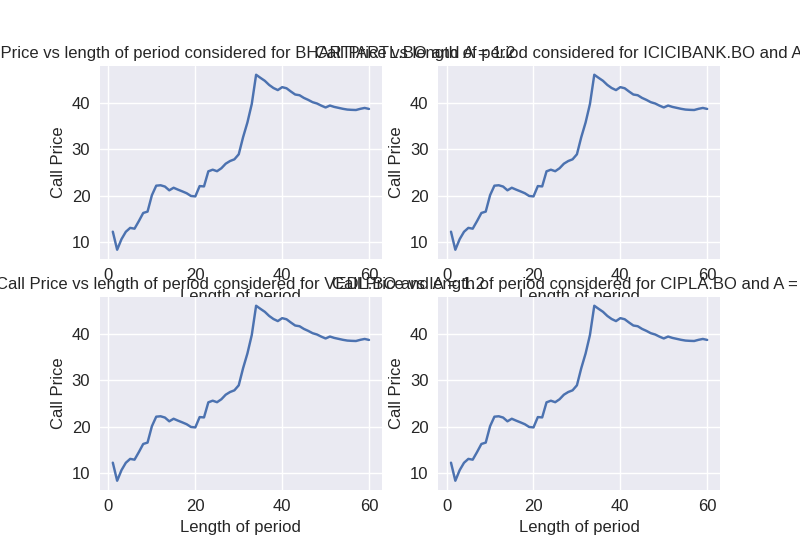 Price vs length of period considered for BHARTIARTL.BO and A = 1.2
Call Price vs length of period considered for ICICIBANK.BO and A
40
30
20
10
Call Price
0 20 40 60
Length of period
40
30
20
10
Call Price
0 20 40 60
Length of period
Call Price vs length of period considered for VEDL.BO and A = 1.2
Call Price vs length of period considered for CIPLA.BO and A =
40
30
20
10
Call Price
0 20 40 60
Length of period
40
30
20
10
Call Price
0 20 40 60
Length of period